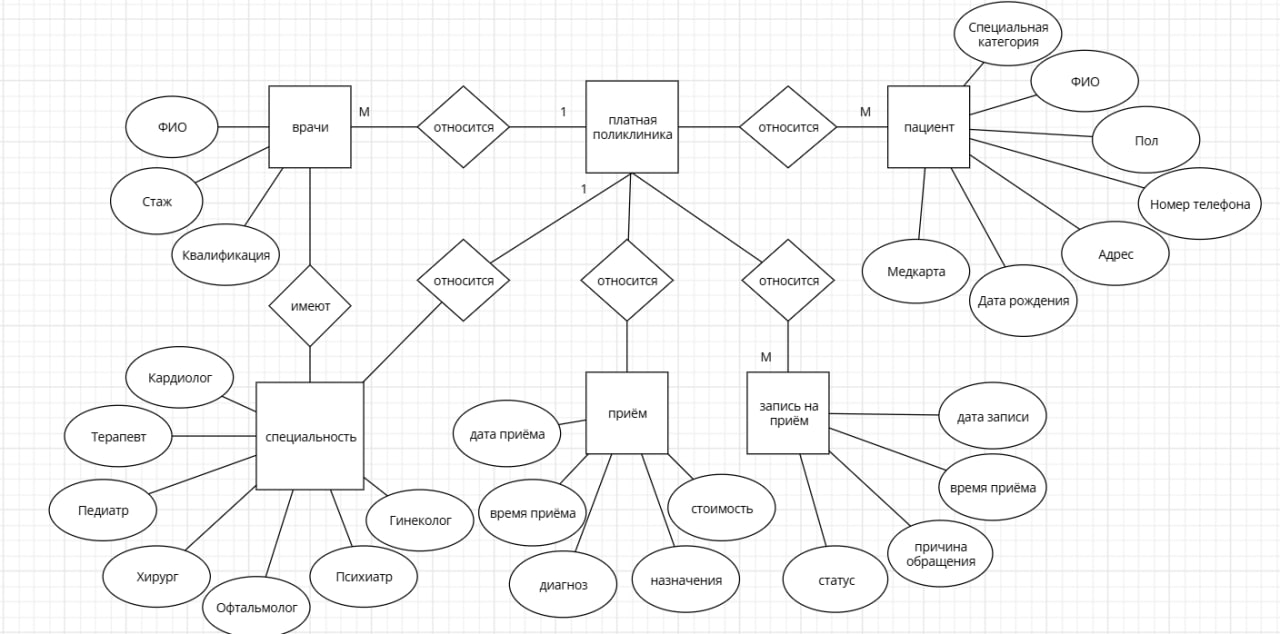 Специальная
категория
ФИО
Пол
Номер телефона
Адрес
Дата рождения
Медкарта
пациент
М
относится
платная
поликлиника
1
относится
М
врачи
ФИО
Стаж
Квалификация
имеют
1
относится
относится
относится
М
специальность
Кардиолог
Терапевт
Педиатр
Хирург
Офтальмолог
Психиатр
Гинеколог
приём
дата приёма
время приёма
диагноз
назначения
стоимость
запись на
приём
дата записи
время приёма
причина
обращения
статус